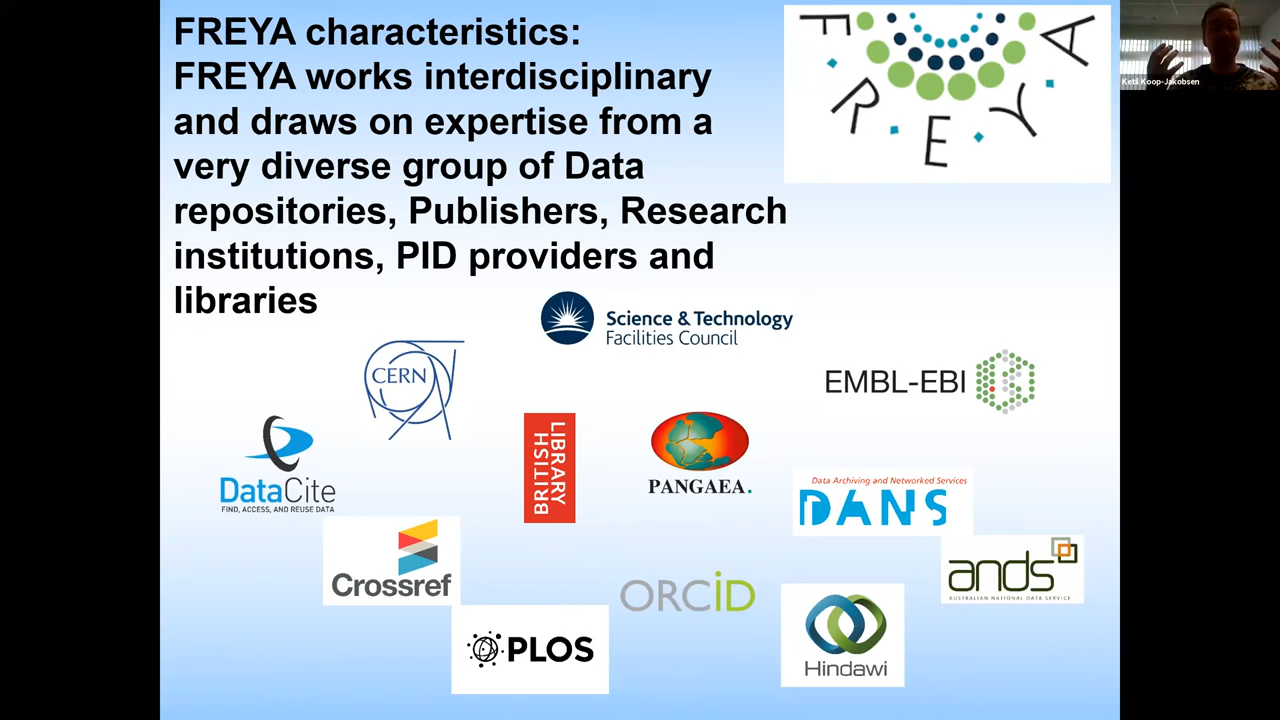 FREYA characteristics:
FREYA works interdisciplinary
and draws on expertise from a
very diverse group of Data
repositories, Publishers, Research
institutions, PID providers and
libraries
FREYA
Ketil Koop-Jakobsen
Science & Technology
Facilities Council
CERN
EMBL-EBI
DataCite
FIND, ACCESS, AND REUSE DATA
BRITISH
LIBRARY
PANGAEA.
Data Archiving and Networked Services
DANS
Crossref
ands
AUSTRALIAN NATIONAL DATA SERVICE
ORCID
PLOS
Hindawi